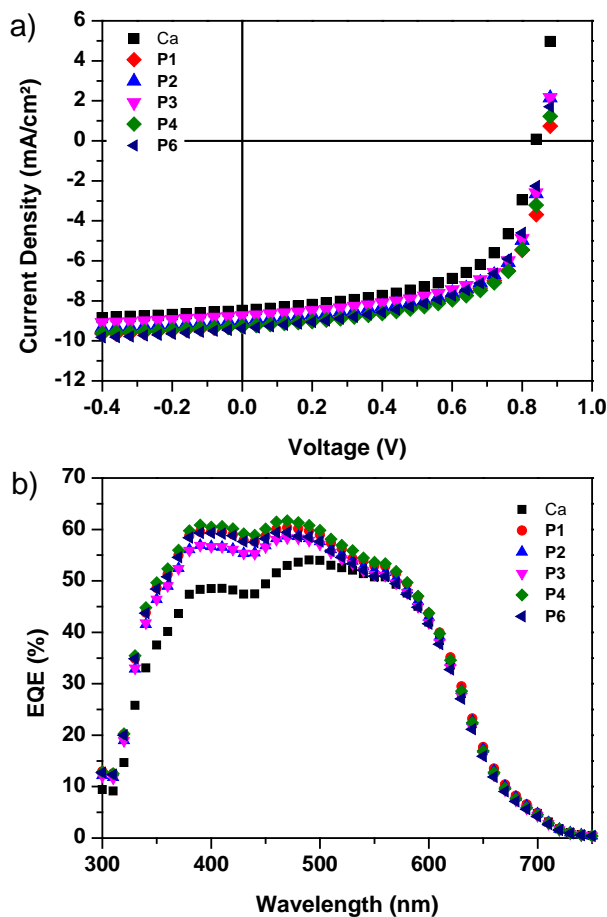 a)
6
4
2
0
-2
-4
-6
-8
-10
-12
Current Density (mA/cm²)
Ca
P1
P2
P3
P4
P6
-0.4 -0.2 0.0 0.2 0.4 0.6 0.8 1.0
Voltage (V)
b)
70
60
50
40
30
20
10
0
EQE (%)
Ca
P1
P2
P3
P4
P6
300 400 500 600 700
Wavelength (nm)